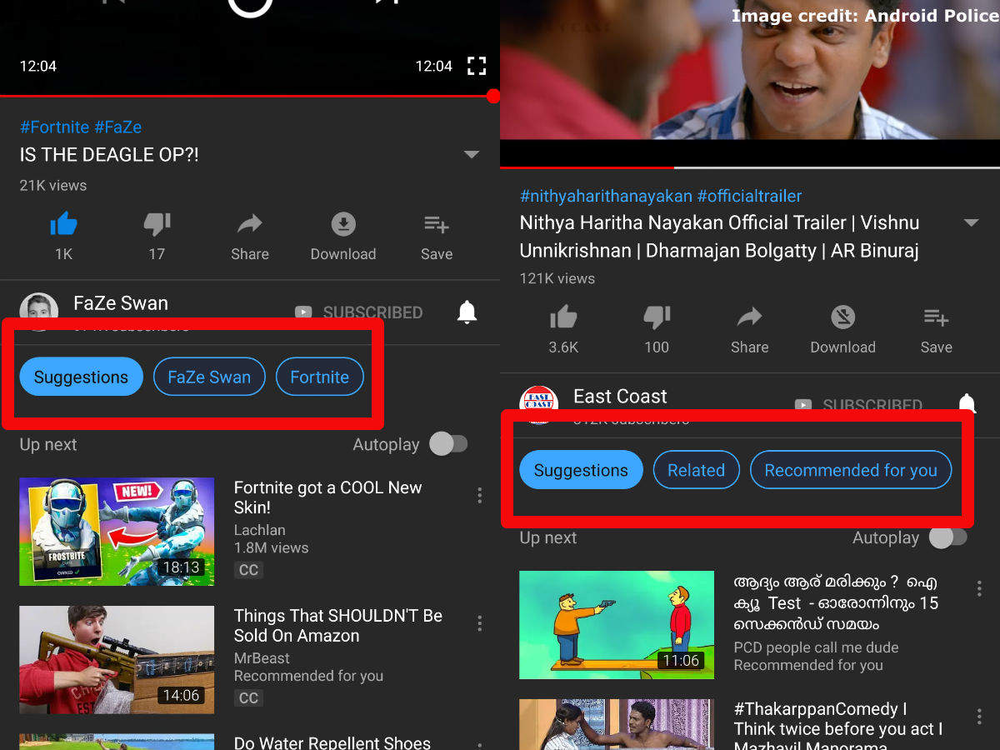 12:04
12:04
#Fortnite #FaZe
IS THE DEAGLE OP?!
21K views
1K
17
Share
Download
Save
FaZe Swan
SUBSCRIBED
subscribers
Suggestions
FaZe Swan
Fortnite
Up next
Autoplay
NEW!
FROSTBITE
OWNED
18:13
Fortnite got a COOL New
Skin!
Lachlan
1.8M views
CC
14:06
Things That SHOULDN'T Be
Sold On Amazon
MrBeast
Recommended for you
CC
Do Water Repellent Shoes
Image credit: Android Police
#nithyaharithanayakan #officialtrailer
Nithya Haritha Nayakan Official Trailer | Vishnu
Unnikrishnan | Dharmajan Bolgatty | AR Binuraj
121K views
3.6K
100
Share
Download
Save
EAST
COAST
East Coast
SUBSCRIBED
subscribers
Suggestions
Related
Recommended for you
Up next
Autoplay
11:06
ആദ്യം ആര് മരിക്കും ? ഐ
ക്യൂ Test - ഓരോന്നിനും 15
സെക്കൻഡ് സമയം
PCD people call me dude
Recommended for you
#ThakarppanComedy I
Think twice before you act I
Mazhavil Manorama